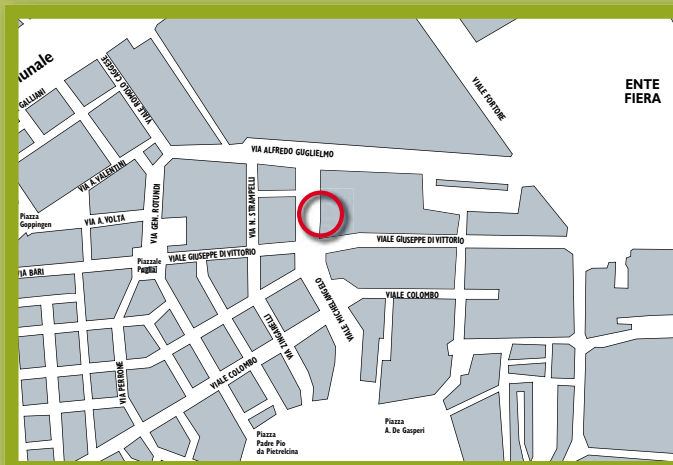 unale
GALLIANI
VIALE ROMOLO CAGGESE
VIALE FORTORE
ENTE
FIERA
VIA ALFREDO GUGLIELMO
VIA A. VALENTINI
VIA GEN. ROTUNDI
VIA N. STRAMPELLI
Piazza
Goppingen
VIA A. VOLTA
VIALE GIUSEPPE DI VITTORIO
VIALE GIUSEPPE DI VITTORIO
Piazzale
Puglia
VIA BARI
VIALE MICHELANGELO
VIALE COLOMBO
VIA ZINGARELLI
VIA PERRONE
VIALE COLOMBO
Piazza
A. De Gasperi
Piazza
Padre Pio
da Pietrelcina